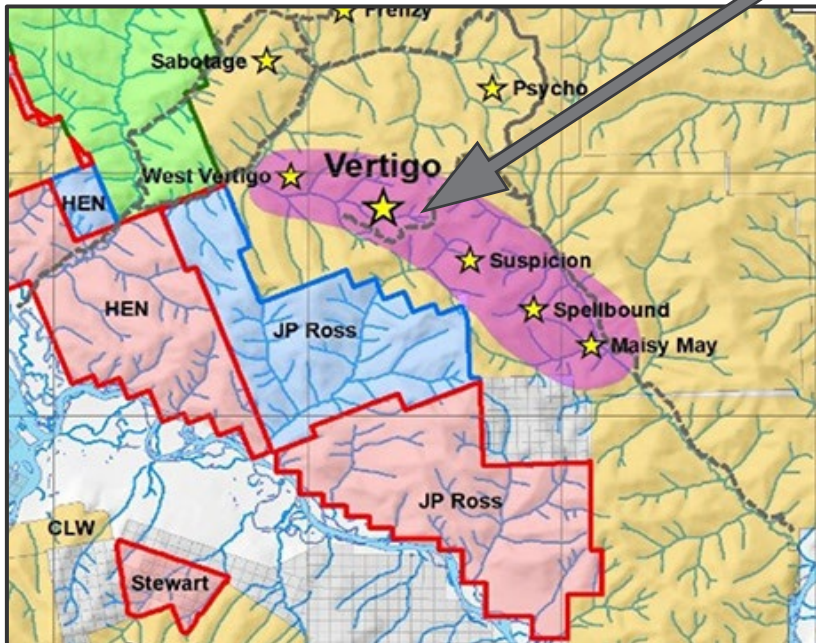 Frenzy
Sabotage
Psycho
Vertigo
West Vertigo
HEN
Suspicion
HEN
Spellbound
JP Ross
Maisy May
JP Ross
CLW
Stewart